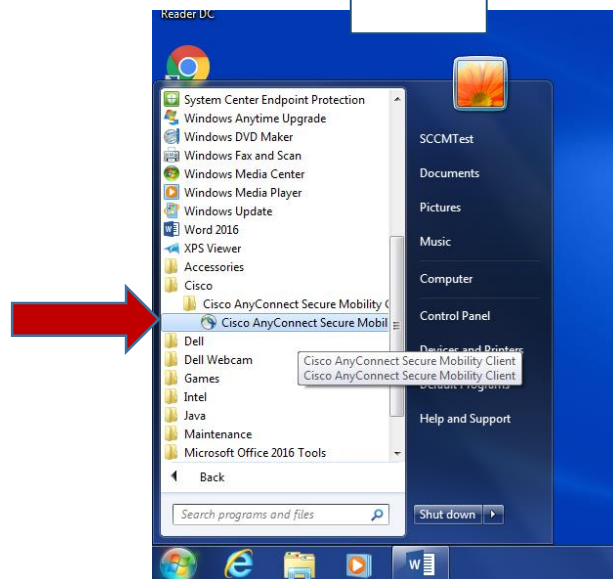 Reader DC
System Center Endpoint Protection
Windows Anytime Upgrade
Windows DVD Maker
Windows Fax and Scan
Windows Media Center
Windows Media Player
Windows Update
Word 2016
XPS Viewer
Accessories
Cisco
Cisco AnyConnect Secure Mobility C
Cisco AnyConnect Secure Mobil
Dell
Dell Webcam
Games
Intel
Java
Maintenance
Microsoft Office 2016 Tools
Back
Search programs and files
SCCMTest
Documents
Pictures
Music
Computer
Control Panel
Devices and Printers
Cisco AnyConnect Secure Mobility Client
Cisco AnyConnect Secure Mobility Client
Default Programs
Help and Support
Shut down